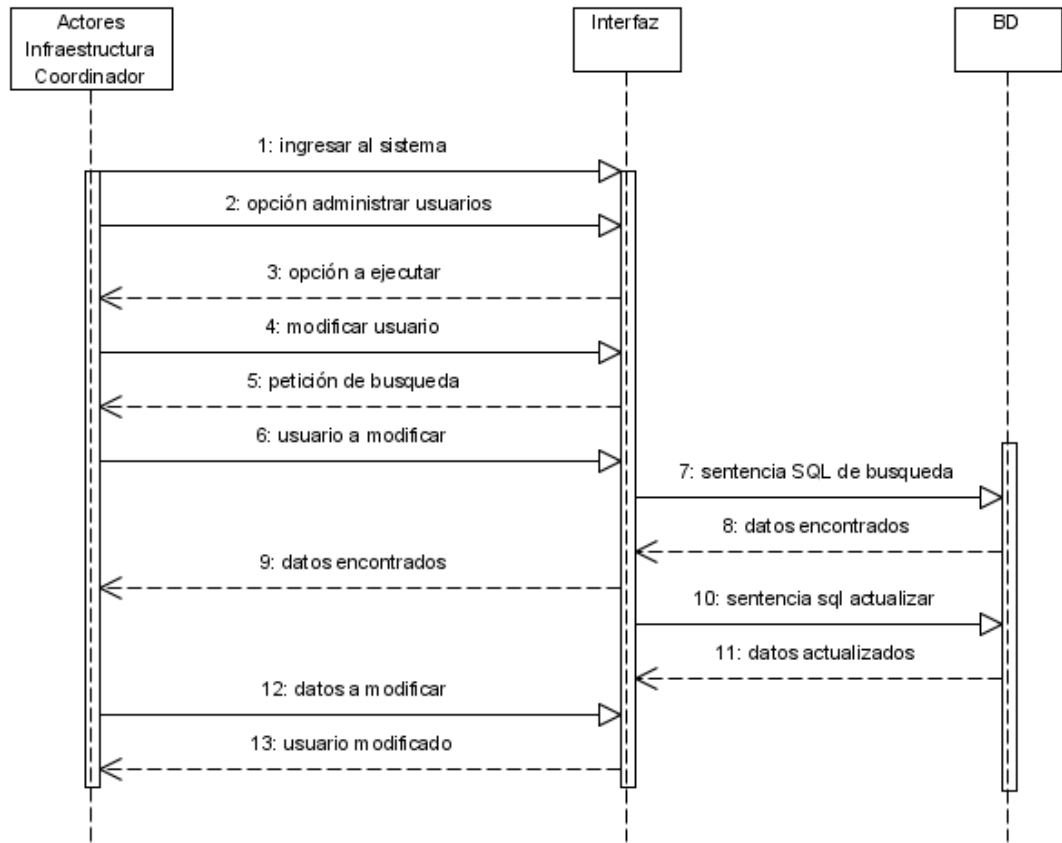 Actores
Infraestructura
Coordinador
Interfaz
BD
1: ingresar al sistema
2: opción administrar usuarios
3: opción a ejecutar
4: modificar usuario
5: petición de busqueda
6: usuario a modificar
7: sentencia SQL de busqueda
8: datos encontrados
9: datos encontrados
10: sentencia sql actualizar
11: datos actualizados
12: datos a modificar
13: usuario modificado